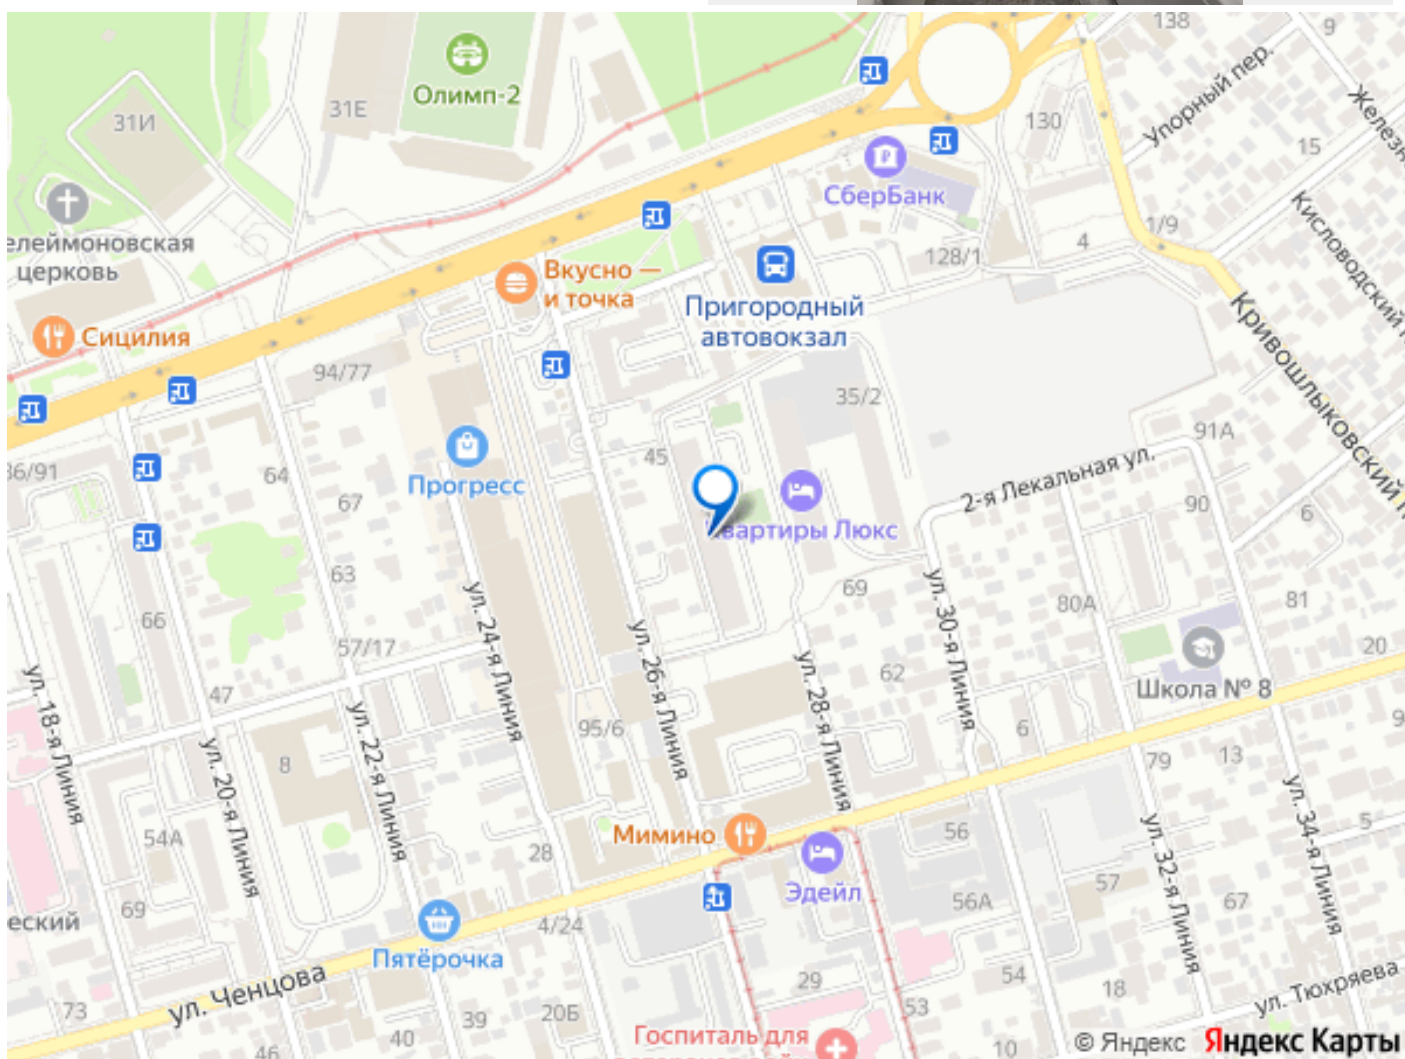 138
9
31Е
31И
Олимп-2
130
Упорный пер.
15
СберБанк
Кисловодский
1/9
4
128/1
церковь
Вкусно —
и точка
Пригородный
автовокзал
Сицилия
94/77
35/2
Кривошлыковский
91А
45
64
67
Прогресс
2-я Лекальная ул.
90
6
63
66
69
80А
81
57/17
ул. 24-я Линия
ул. 26-я Линия
ул. 30-я Линия
20
62
Школа № 8
47
ул. 18-я Линия
ул. 22-я Линия
ул. 28-я Линия
95/6
6
8
ул. 20-я Линия
13
79
ул. 34-я Линия
54А
Мимино
56
5
ул. 32-я Линия
28
Эдейл
57
56А
67
69
4/24
Пятёрочка
ул. Ченцова
54
29
18
ул. Тюхряева
73
53
20Б
39
40
46
Госпиталь для
10
© Яндекс Яндекс Карты